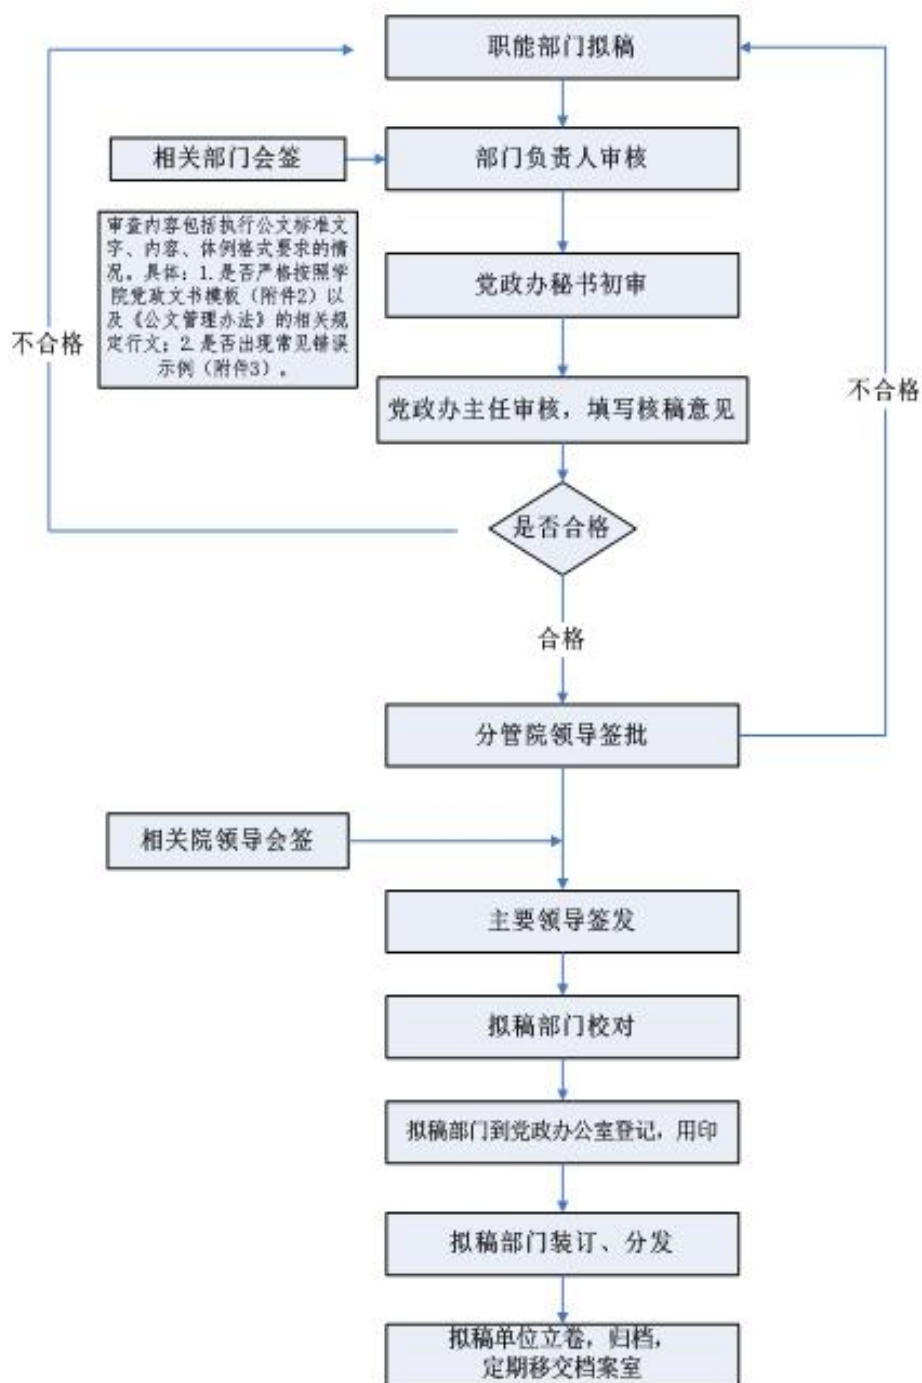 职能部门拟稿
相关部门会签
部门负责人审核
审查内容包括执行公文标准文
字、内容、体例格式要求的情
况。具体：1.是否严格按照学
院党政文书模板（附件2）以
及《公文管理办法》的相关规
定行文；2.是否出现常见错误
示例（附件3）。
党政办秘书初审
不合格
不合格
党政办主任审核，填写核稿意见
是否合格
合格
分管院领导签批
相关院领导会签
主要领导签发
拟稿部门校对
拟稿部门到党政办公室登记，用印
拟稿部门装订、分发
拟稿单位立卷，归档，
定期移交档案室